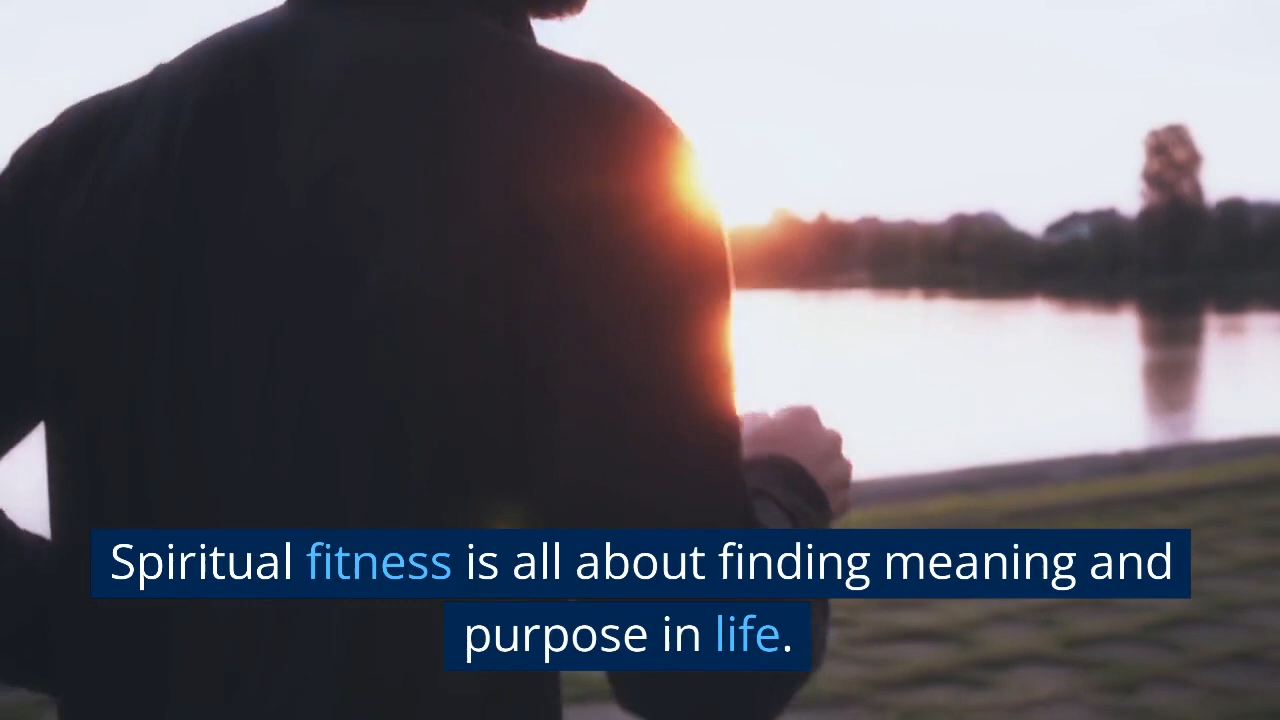 Spiritual fitness is all about finding meaning and
purpose in life.